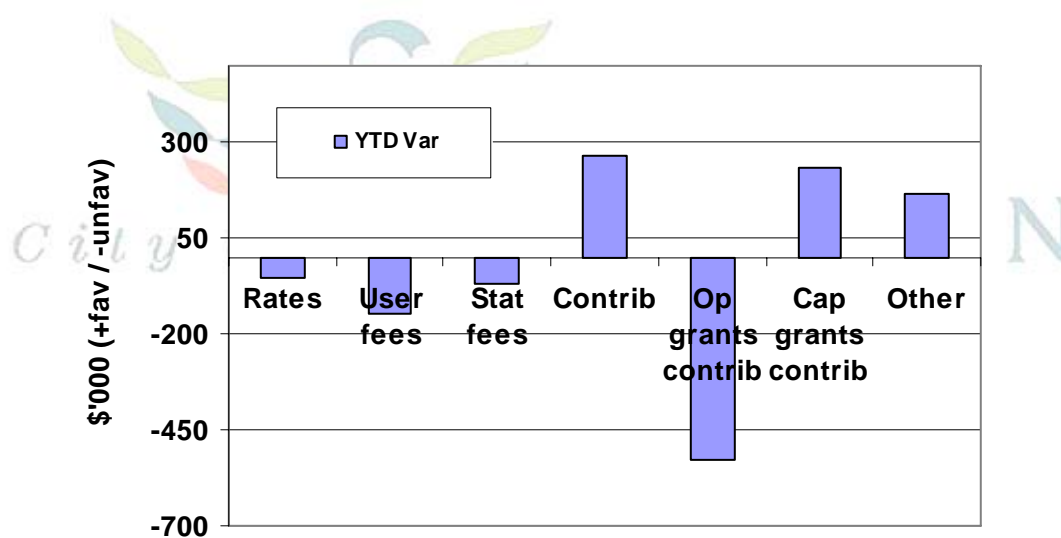 YTD Var
$'000 (+fav / -unfav)
300
50
-200
-450
-700
Rates
User
fees
Stat
fees
Contrib
Op
grants
contrib
Cap
grants
contrib
Other
City
N